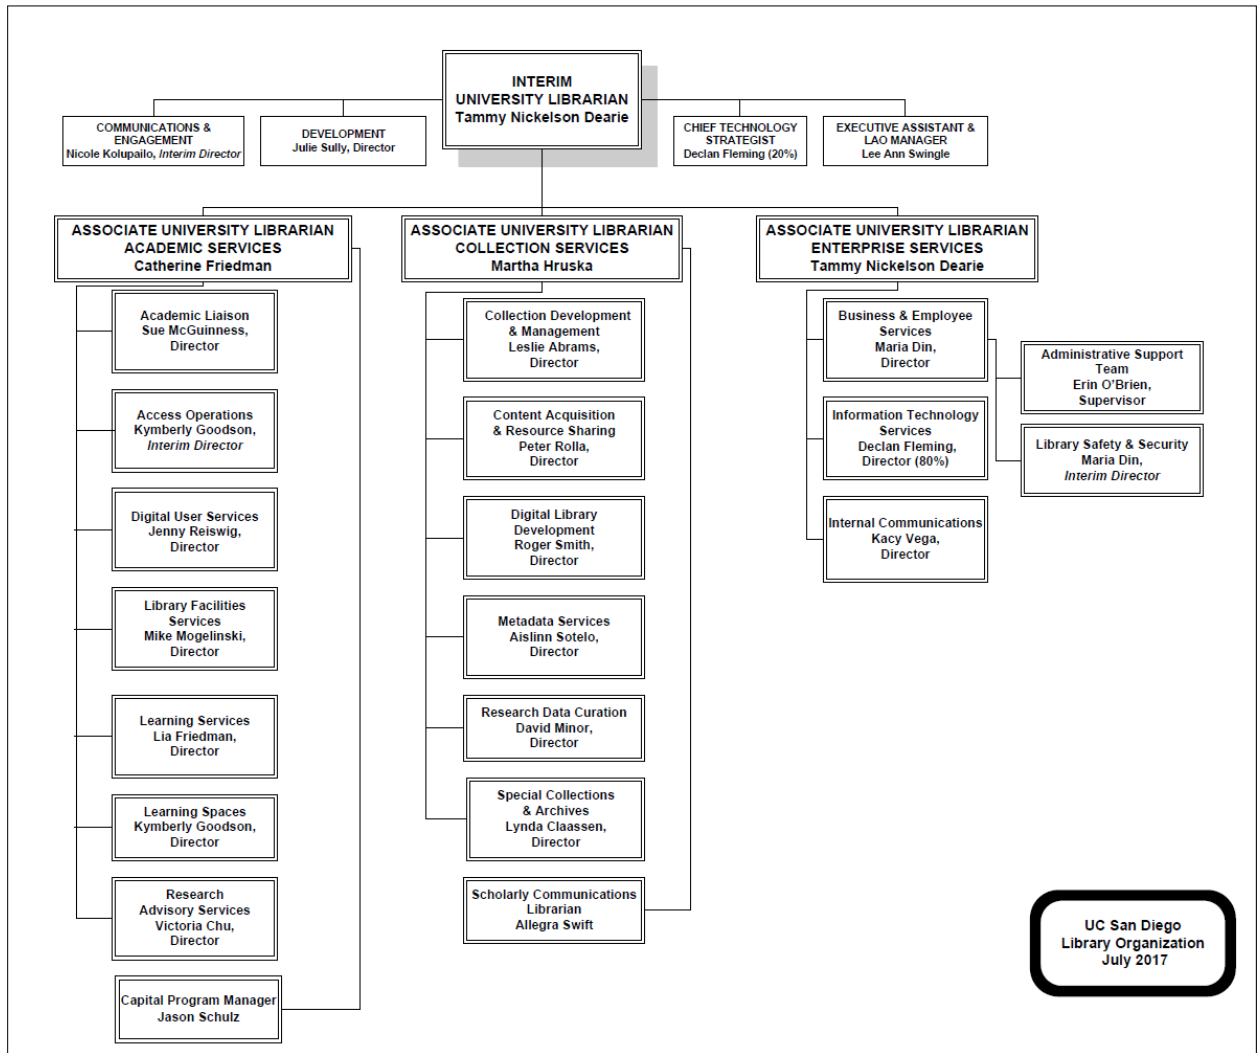 INTERIM
UNIVERSITY LIBRARIAN
Tammy Nickelson Dearie
COMMUNICATIONS &
ENGAGEMENT
Nicole Kolupailo, Interim Director
DEVELOPMENT
Julie Sully, Director
CHIEF TECHNOLOGY
STRATEGIST
Declan Fleming (20%)
EXECUTIVE ASSISTANT &
LAO MANAGER
Lee Ann Swingle
ASSOCIATE UNIVERSITY LIBRARIAN
ACADEMIC SERVICES
Catherine Friedman
ASSOCIATE UNIVERSITY LIBRARIAN
COLLECTION SERVICES
Martha Hruska
ASSOCIATE UNIVERSITY LIBRARIAN
ENTERPRISE SERVICES
Tammy Nickelson Dearie
Academic Liaison
Sue McGuinness,
Director
Access Operations
Kymberly Goodson,
Interim Director
Digital User Services
Jenny Reiswig,
Director
Library Facilities
Services
Mike Mogelinski,
Director
Learning Services
Lia Friedman,
Director
Learning Spaces
Kymberly Goodson,
Director
Research
Advisory Services
Victoria Chu,
Director
Capital Program Manager
Jason Schulz
Collection Development
& Management
Leslie Abrams,
Director
Content Acquisition
& Resource Sharing
Peter Rolla,
Director
Digital Library
Development
Roger Smith,
Director
Metadata Services
Aislinn Sotelo,
Director
Research Data Curation
David Minor,
Director
Special Collections
& Archives
Lynda Claassen,
Director
Scholarly Communications
Librarian
Allegra Swift
Business & Employee
Services
Maria Din,
Director
Information Technology
Services
Declan Fleming,
Director (80%)
Internal Communications
Kacy Vega,
Director
Administrative Support
Team
Erin O'Brien,
Supervisor
Library Safety & Security
Maria Din,
Interim Director
UC San Diego
Library Organization
July 2017